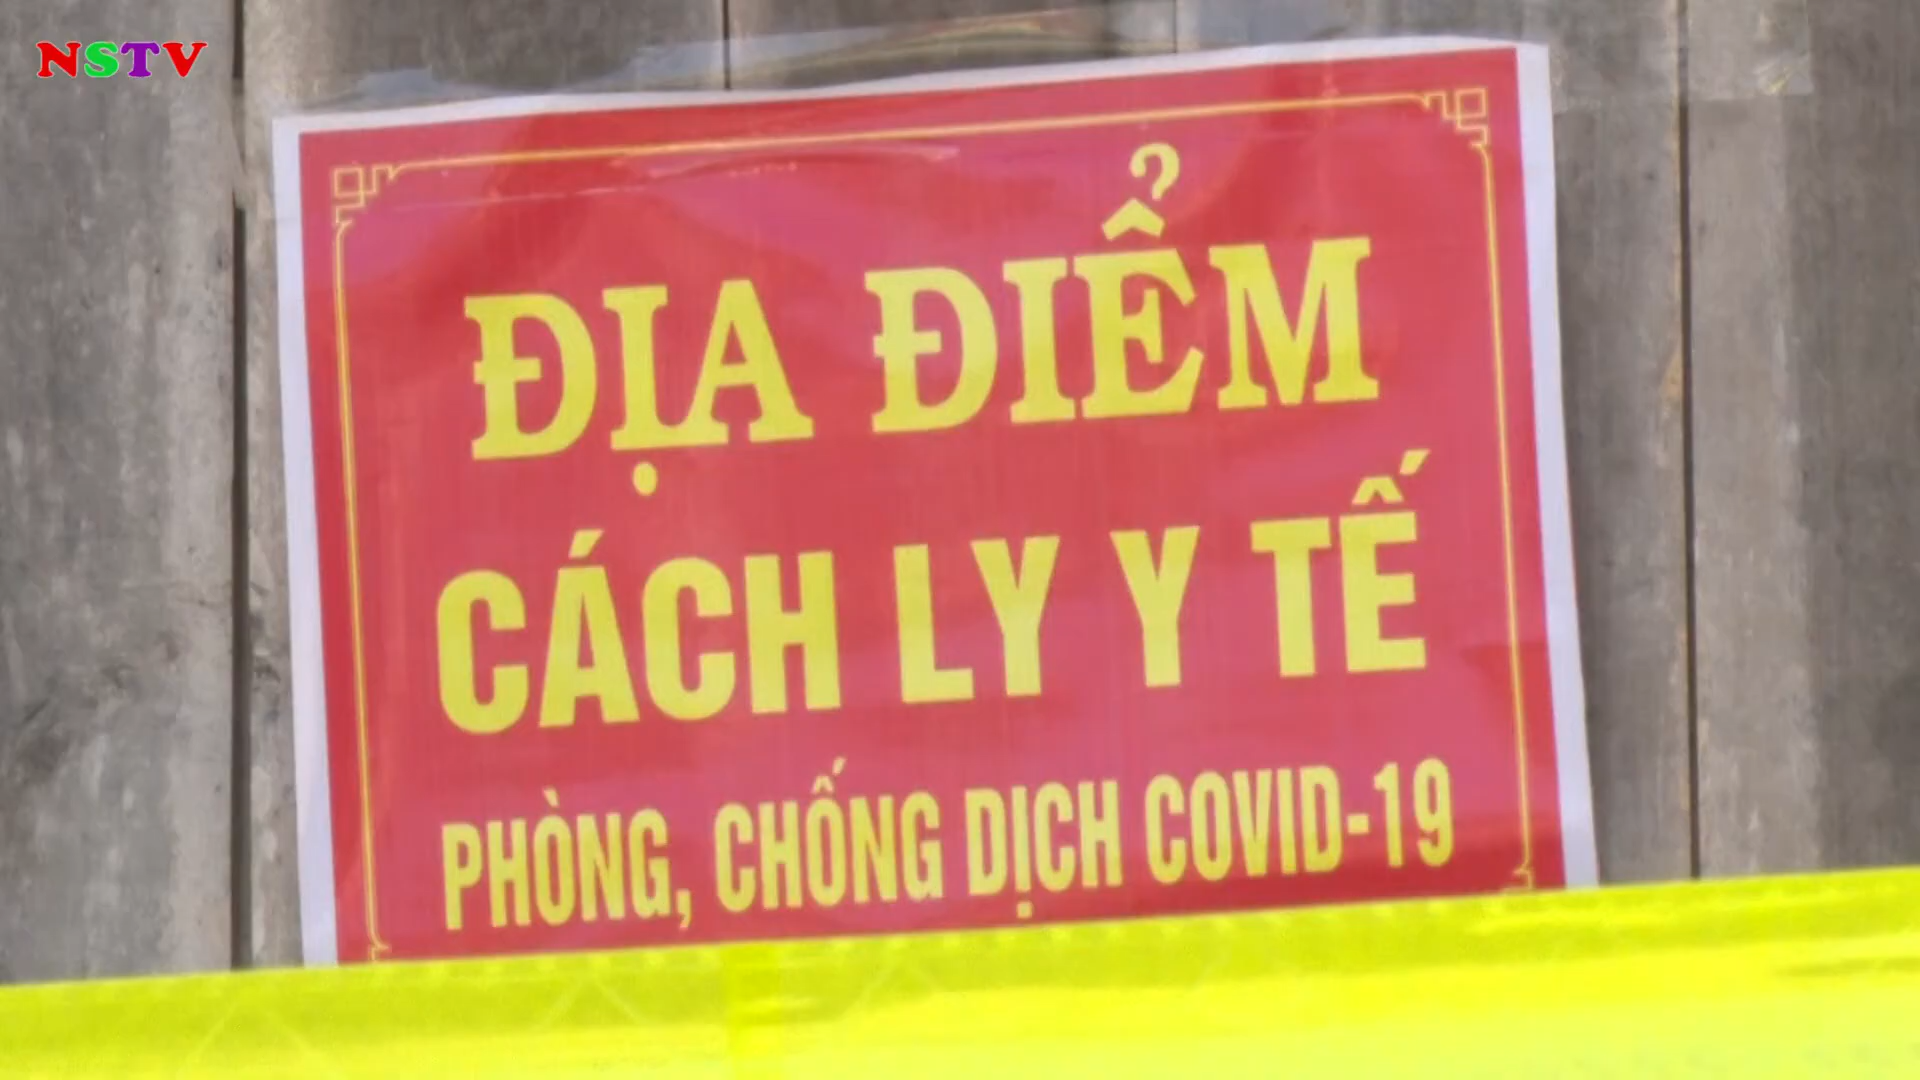 NSTV
ĐỊA ĐIỂM
CÁCH LY Y TẾ
PHÒNG, CHỐNG DỊCH COVID-19